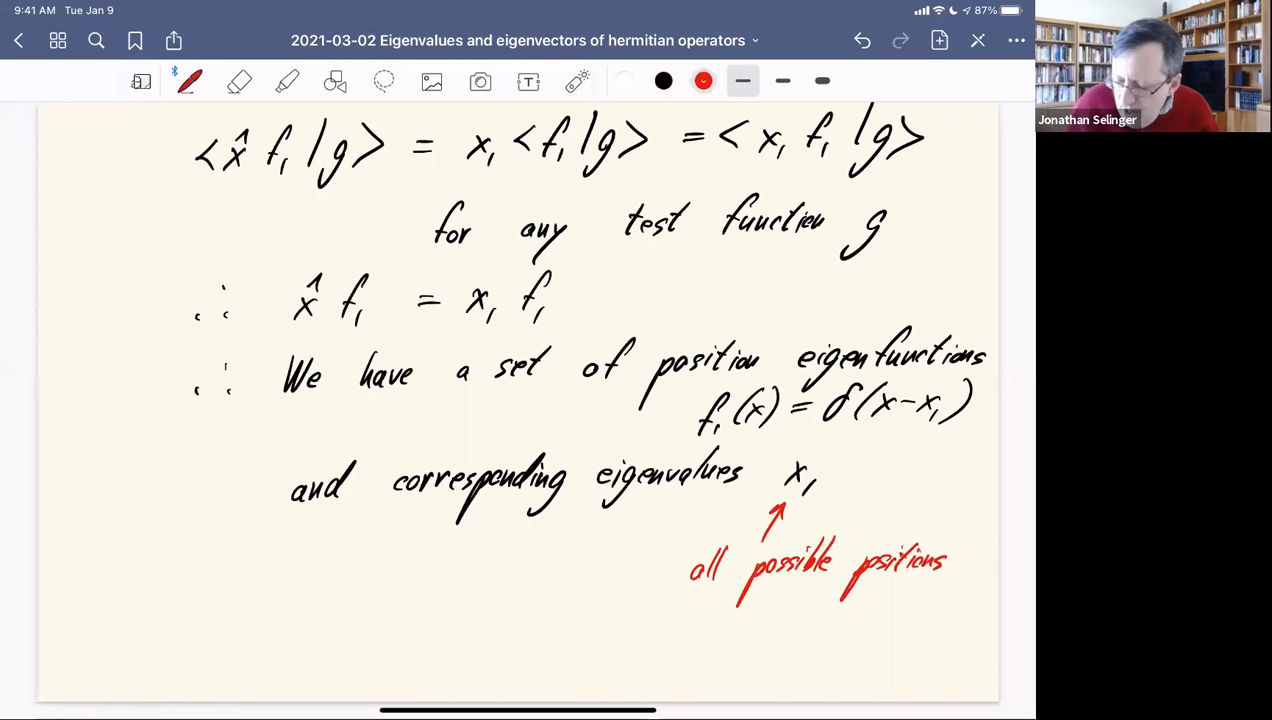 9:41 AM Tue Jan 9
87%
2021-03-02 Eigenvalues and eigenvectors of hermitian operators
Jonathan Selinger
<x̂ f₁|g> = x₁ <f₁|g> = <x₁ f₁|g>
for any test function g
∴ x̂ f₁ = x₁ f₁
∴ We have a set of position eigenfunctions
f₁(x) = δ(x-x₁)
and corresponding eigenvalues x₁
all possible positions